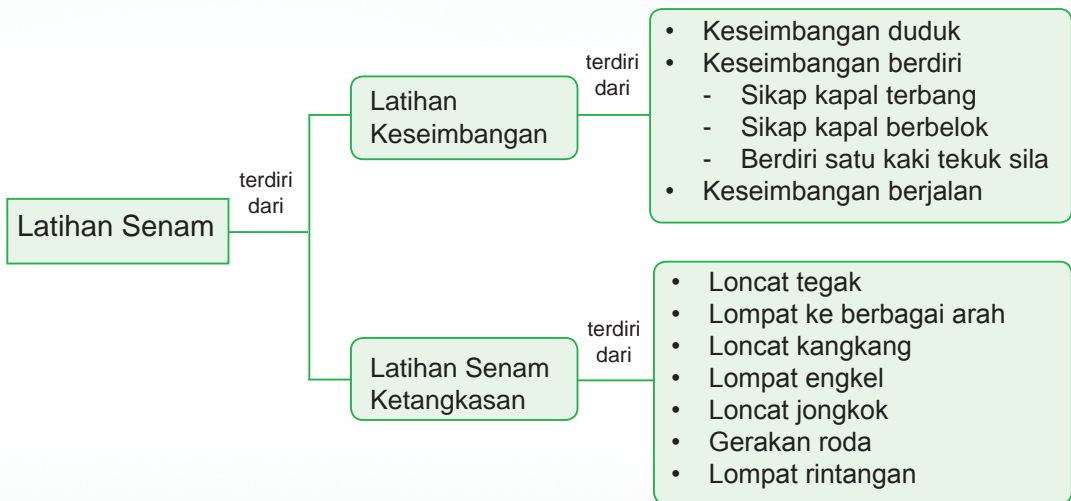 Latihan Senam
terdiri
dari
Latihan
Keseimbangan
terdiri
dari
• Keseimbangan duduk
• Keseimbangan berdiri
- Sikap kapal terbang
- Sikap kapal berbelok
- Berdiri satu kaki tekuk sila
• Keseimbangan berjalan
Latihan Senam
Ketangkasan
terdiri
dari
• Loncat tegak
• Lompat ke berbagai arah
• Loncat kangkang
• Lompat engkel
• Loncat jongkok
• Gerakan roda
• Lompat rintangan